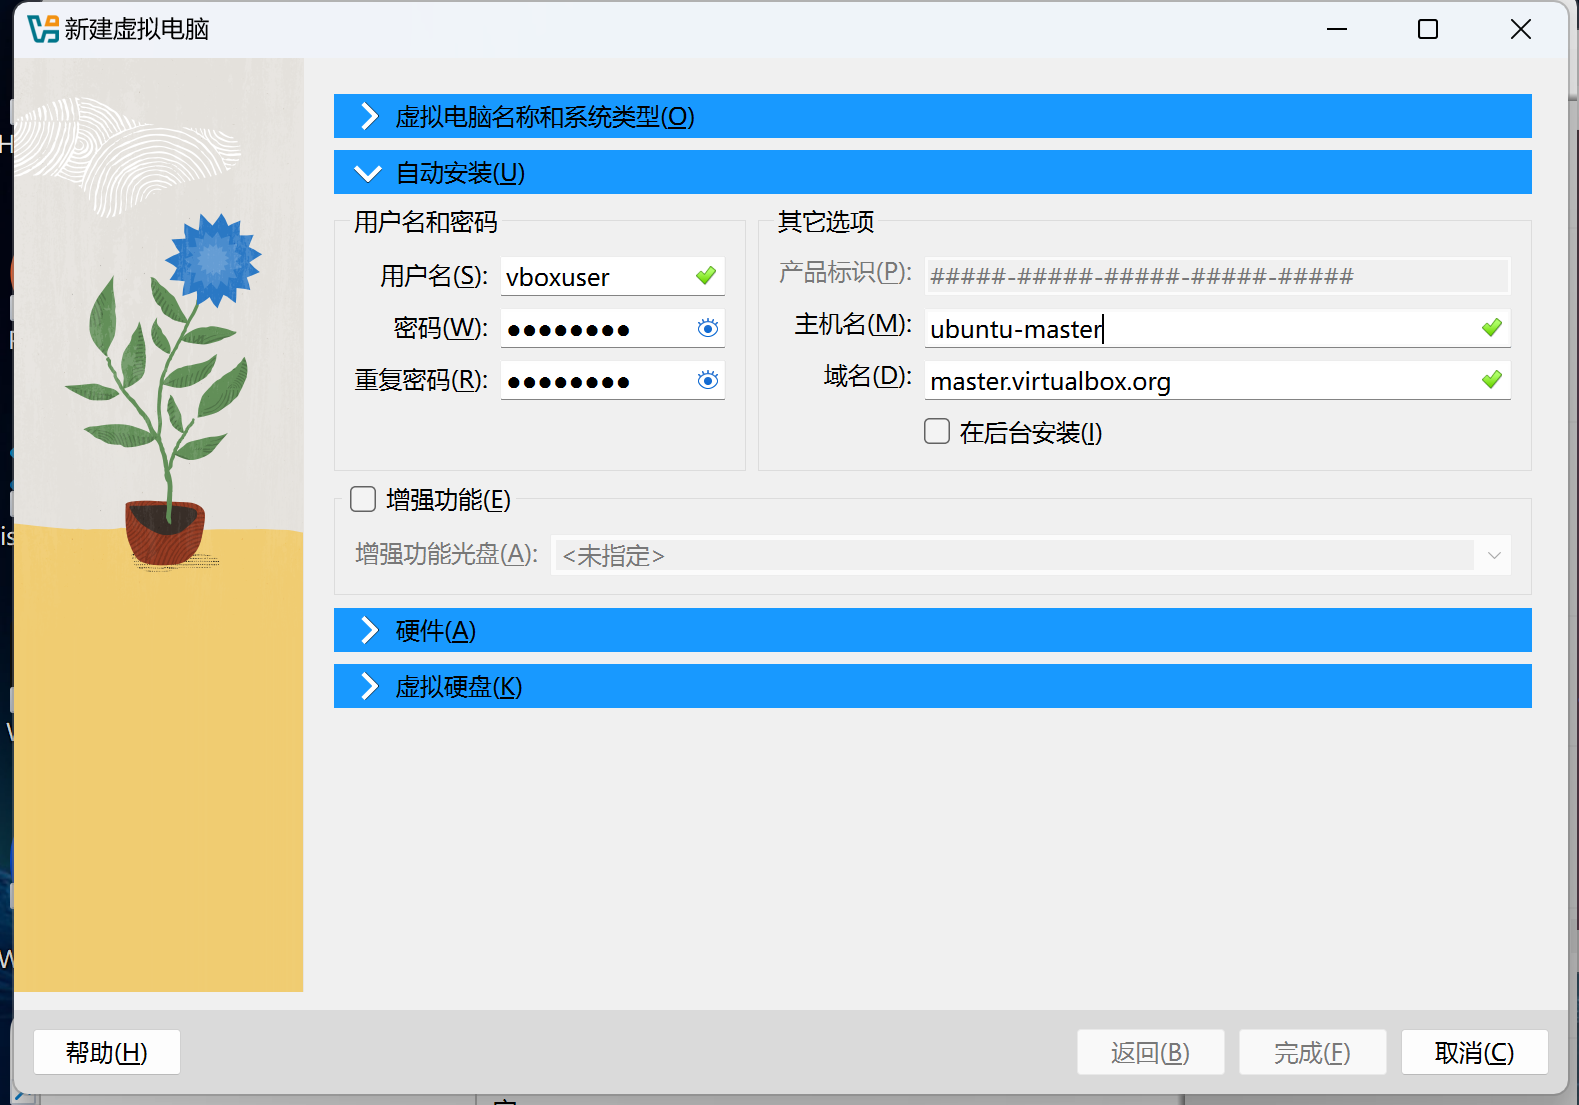 新建虚拟电脑
虚拟电脑名称和系统类型(O)
自动安装(U)
用户名和密码
用户名(S): vboxuser
密码(W): ●●●●●●●●
重复密码(R): ●●●●●●●●
其它选项
产品标识(P): #####-#####-#####-#####-#####
主机名(M): ubuntu-master
域名(D): master.virtualbox.org
在后台安装(I)
增强功能(E)
增强功能光盘(A): <未指定>
硬件(A)
虚拟硬盘(K)
帮助(H)
返回(B)
完成(F)
取消(C)